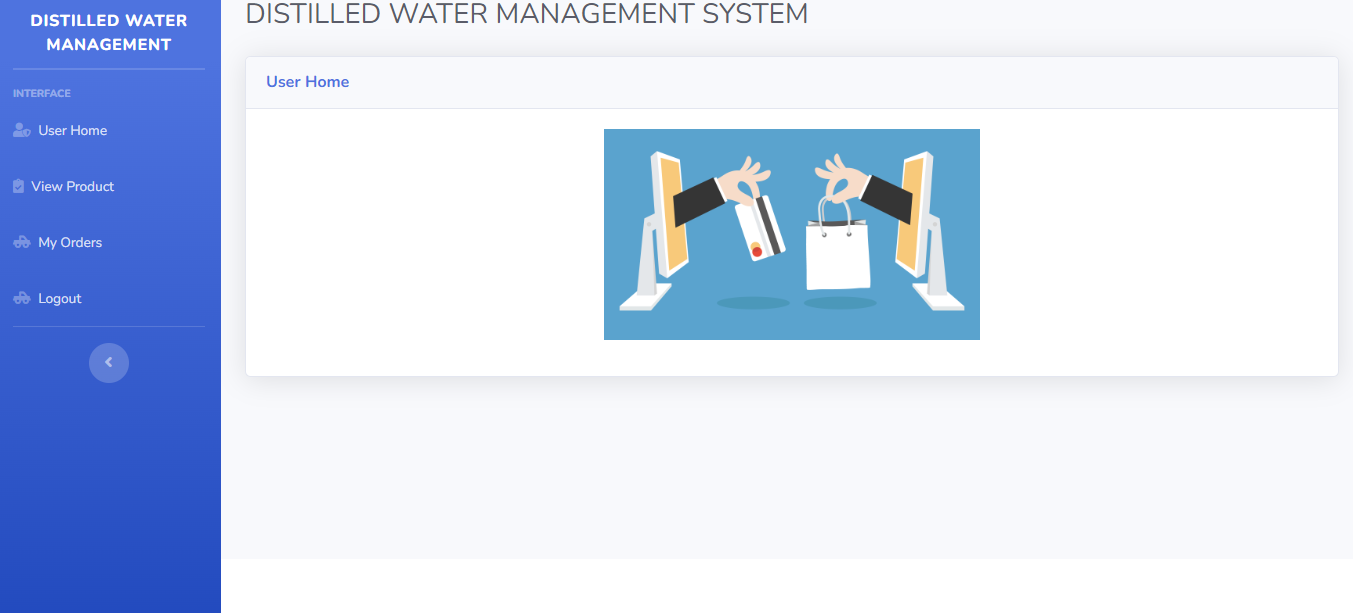 DISTILLED WATER
MANAGEMENT
INTERFACE
User Home
View Product
My Orders
Logout
DISTILLED WATER MANAGEMENT SYSTEM
User Home